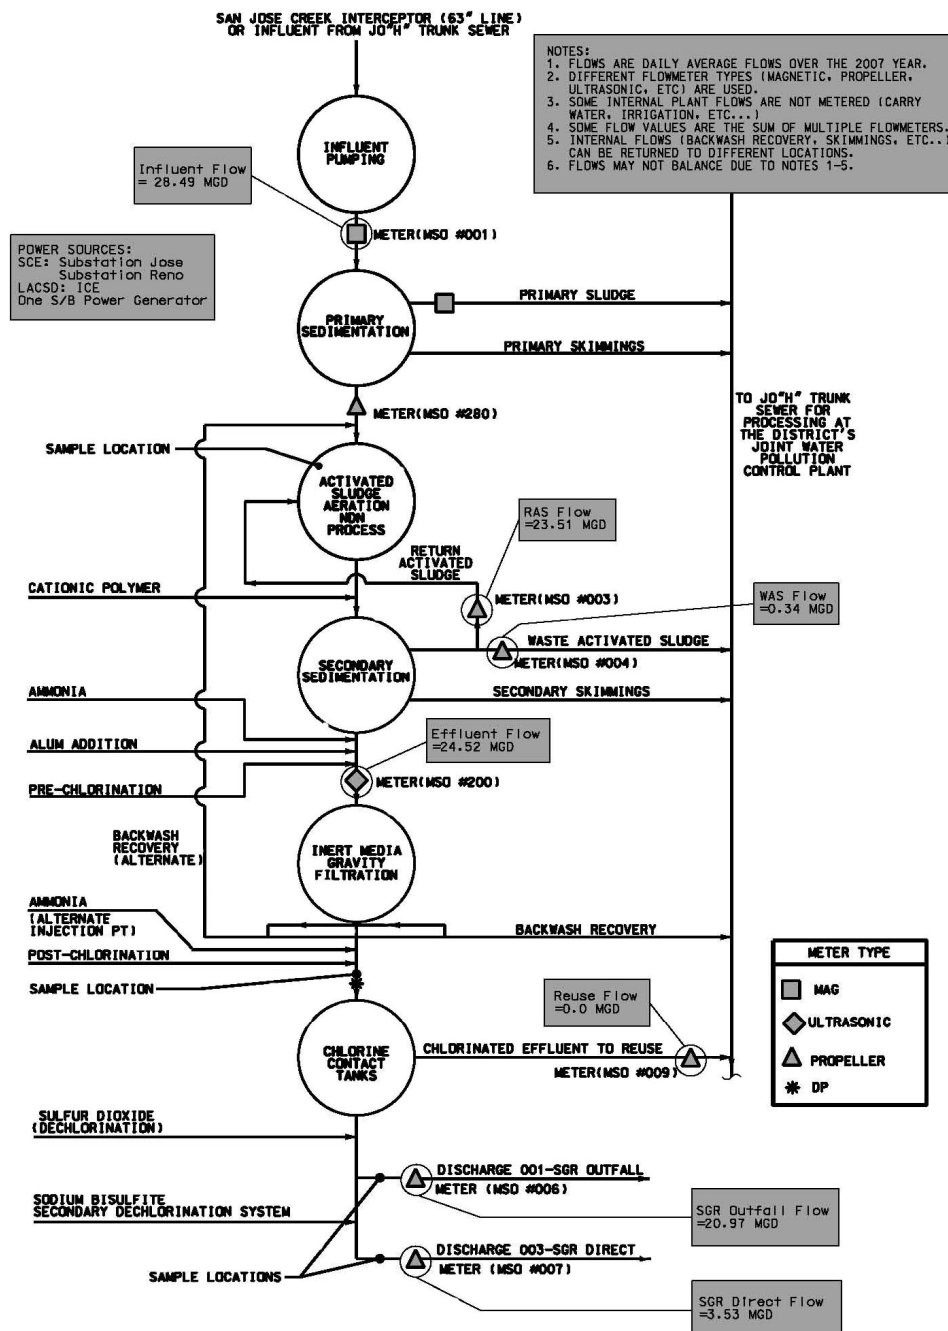 SAN JOSE CREEK INTERCEPTOR (63" LINE)
OR INFLUENT FROM JO"H" TRUNK SEWER
NOTES:
1. FLOWS ARE DAILY AVERAGE FLOWS OVER THE 2007 YEAR.
2. DIFFERENT FLOWMETER TYPES (MAGNETIC, PROPELLER,
ULTRASONIC, ETC) ARE USED.
3. SOME INTERNAL PLANT FLOWS ARE NOT METERED (CARRY
WATER, IRRIGATION, ETC...)
4. SOME FLOW VALUES ARE THE SUM OF MULTIPLE FLOWMETERS.
5. INTERNAL FLOWS (BACKWASH RECOVERY, SKIMMINGS, ETC..)
CAN BE RETURNED TO DIFFERENT LOCATIONS.
6. FLOWS MAY NOT BALANCE DUE TO NOTES 1-5.
INFLUENT
PUMPING
Influent Flow
= 28.49 MGD
METER(MSO #001)
POWER SOURCES:
SCE: Substation Jose
Substation Reno
LACSD: ICE
One S/B Power Generator
PRIMARY
SEDIMENTATION
PRIMARY SLUDGE
PRIMARY SKIMMINGS
METER(MSO #280)
TO JO"H" TRUNK
SEWER FOR
PROCESSING AT
THE DISTRICT'S
JOINT WATER
POLLUTION
CONTROL PLANT
SAMPLE LOCATION
ACTIVATED
SLUDGE
AERATION
NDN
PROCESS
RAS Flow
=23.51 MGD
RETURN
ACTIVATED
SLUDGE
CATIONIC POLYMER
METER(MSO #003)
WAS Flow
=0.34 MGD
WASTE ACTIVATED SLUDGE
METER(MSO #004)
SECONDARY
SEDIMENTATION
SECONDARY SKIMMINGS
AMMONIA
ALUM ADDITION
PRE-CHLORINATION
Effluent Flow
=24.52 MGD
METER(MSO #200)
BACKWASH
RECOVERY
(ALTERNATE)
INERT MEDIA
GRAVITY
FILTRATION
AMMONIA
(ALTERNATE
INJECTION PT)
BACKWASH RECOVERY
POST-CHLORINATION
SAMPLE LOCATION
METER TYPE
MAG
ULTRASONIC
PROPELLER
DP
Reuse Flow
=0.0 MGD
CHLORINE
CONTACT
TANKS
CHLORINATED EFFLUENT TO REUSE
METER(MSO #009)
SULFUR DIOXIDE
(DECHLORINATION)
DISCHARGE 001-SGR OUTFALL
METER (MSO #006)
SODIUM BISULFITE
SECONDARY DECHLORINATION SYSTEM
SGR Outfall Flow
=20.97 MGD
DISCHARGE 003-SGR DIRECT
METER (MSO #007)
SAMPLE LOCATIONS
SGR Direct Flow
=3.53 MGD